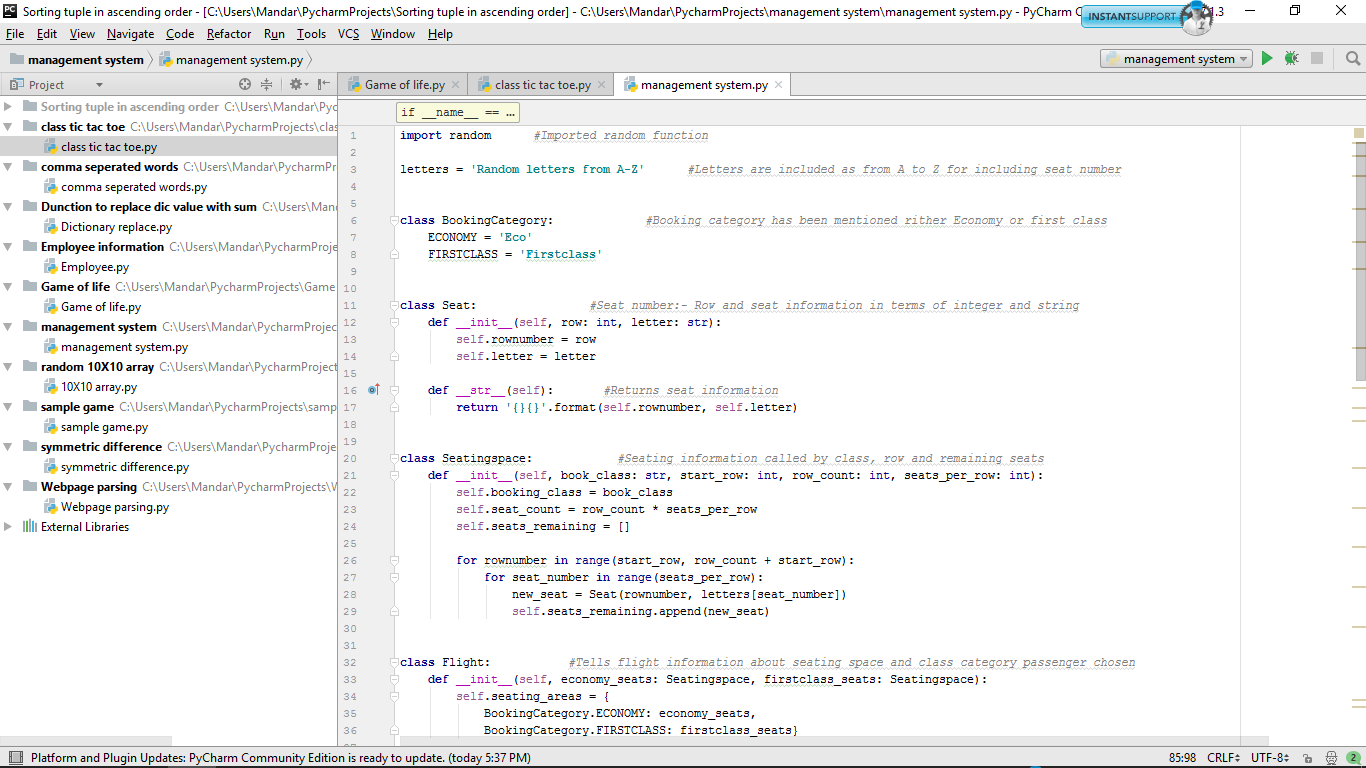 Sorting tuple in ascending order - [C:\Users\Mandar\PycharmProjects\Sorting tuple in ascending order] - C:\Users\Mandar\PycharmProjects\management system\management system.py - PyCharm C
INSTANTSUPPORT
.3
File Edit View Navigate Code Refactor Run Tools VCS Window Help
management system management system.py
management system
Project
Game of life.py class tic tac toe.py management system.py
Sorting tuple in ascending order C:\Users\Mandar\Pyc
class tic tac toe C:\Users\Mandar\PycharmProjects\clas
class tic tac toe.py
comma seperated words C:\Users\Mandar\Pycharm
comma seperated words.py
Dunction to replace dic value with sum C:\Users\Man
Dictionary replace.py
Employee information C:\Users\Mandar\PycharmProje
Employee.py
Game of life C:\Users\Mandar\PycharmProjects\Game
Game of life.py
management system C:\Users\Mandar\PycharmProjec
management system.py
random 10X10 array C:\Users\Mandar\PycharmProject
10X10 array.py
sample game C:\Users\Mandar\PycharmProjects\samp
sample game.py
symmetric difference C:\Users\Mandar\PycharmProje
symmetric difference.py
Webpage parsing C:\Users\Mandar\PycharmProjects\W
Webpage parsing.py
External Libraries
if __name__ == ...
1 import random #Imported random function
2
3 letters = 'Random letters from A-Z' #Letters are included as from A to Z for including seat number
4
5
6 class BookingCategory: #Booking category has been mentioned rither Economy or first class
7 ECONOMY = 'Eco'
8 FIRSTCLASS = 'Firstclass'
9
10
11 class Seat: #Seat number:- Row and seat information in terms of integer and string
12 def __init__(self, row: int, letter: str):
13 self.rownumber = row
14 self.letter = letter
15
16 def __str__(self): #Returns seat information
17 return '{}{}'.format(self.rownumber, self.letter)
18
19
20 class Seatingspace: #Seating information called by class, row and remaining seats
21 def __init__(self, book_class: str, start_row: int, row_count: int, seats_per_row: int):
22 self.booking_class = book_class
23 self.seat_count = row_count * seats_per_row
24 self.seats_remaining = []
25
26 for rownumber in range(start_row, row_count + start_row):
27 for seat_number in range(seats_per_row):
28 new_seat = Seat(rownumber, letters[seat_number])
29 self.seats_remaining.append(new_seat)
30
31
32 class Flight: #Tells flight information about seating space and class category passenger chosen
33 def __init__(self, economy_seats: Seatingspace, firstclass_seats: Seatingspace):
34 self.seating_areas = {
35 BookingCategory.ECONOMY: economy_seats,
36 BookingCategory.FIRSTCLASS: firstclass_seats}
Platform and Plugin Updates: PyCharm Community Edition is ready to update. (today 5:37 PM)
85:98 CRLF UTF-8 2